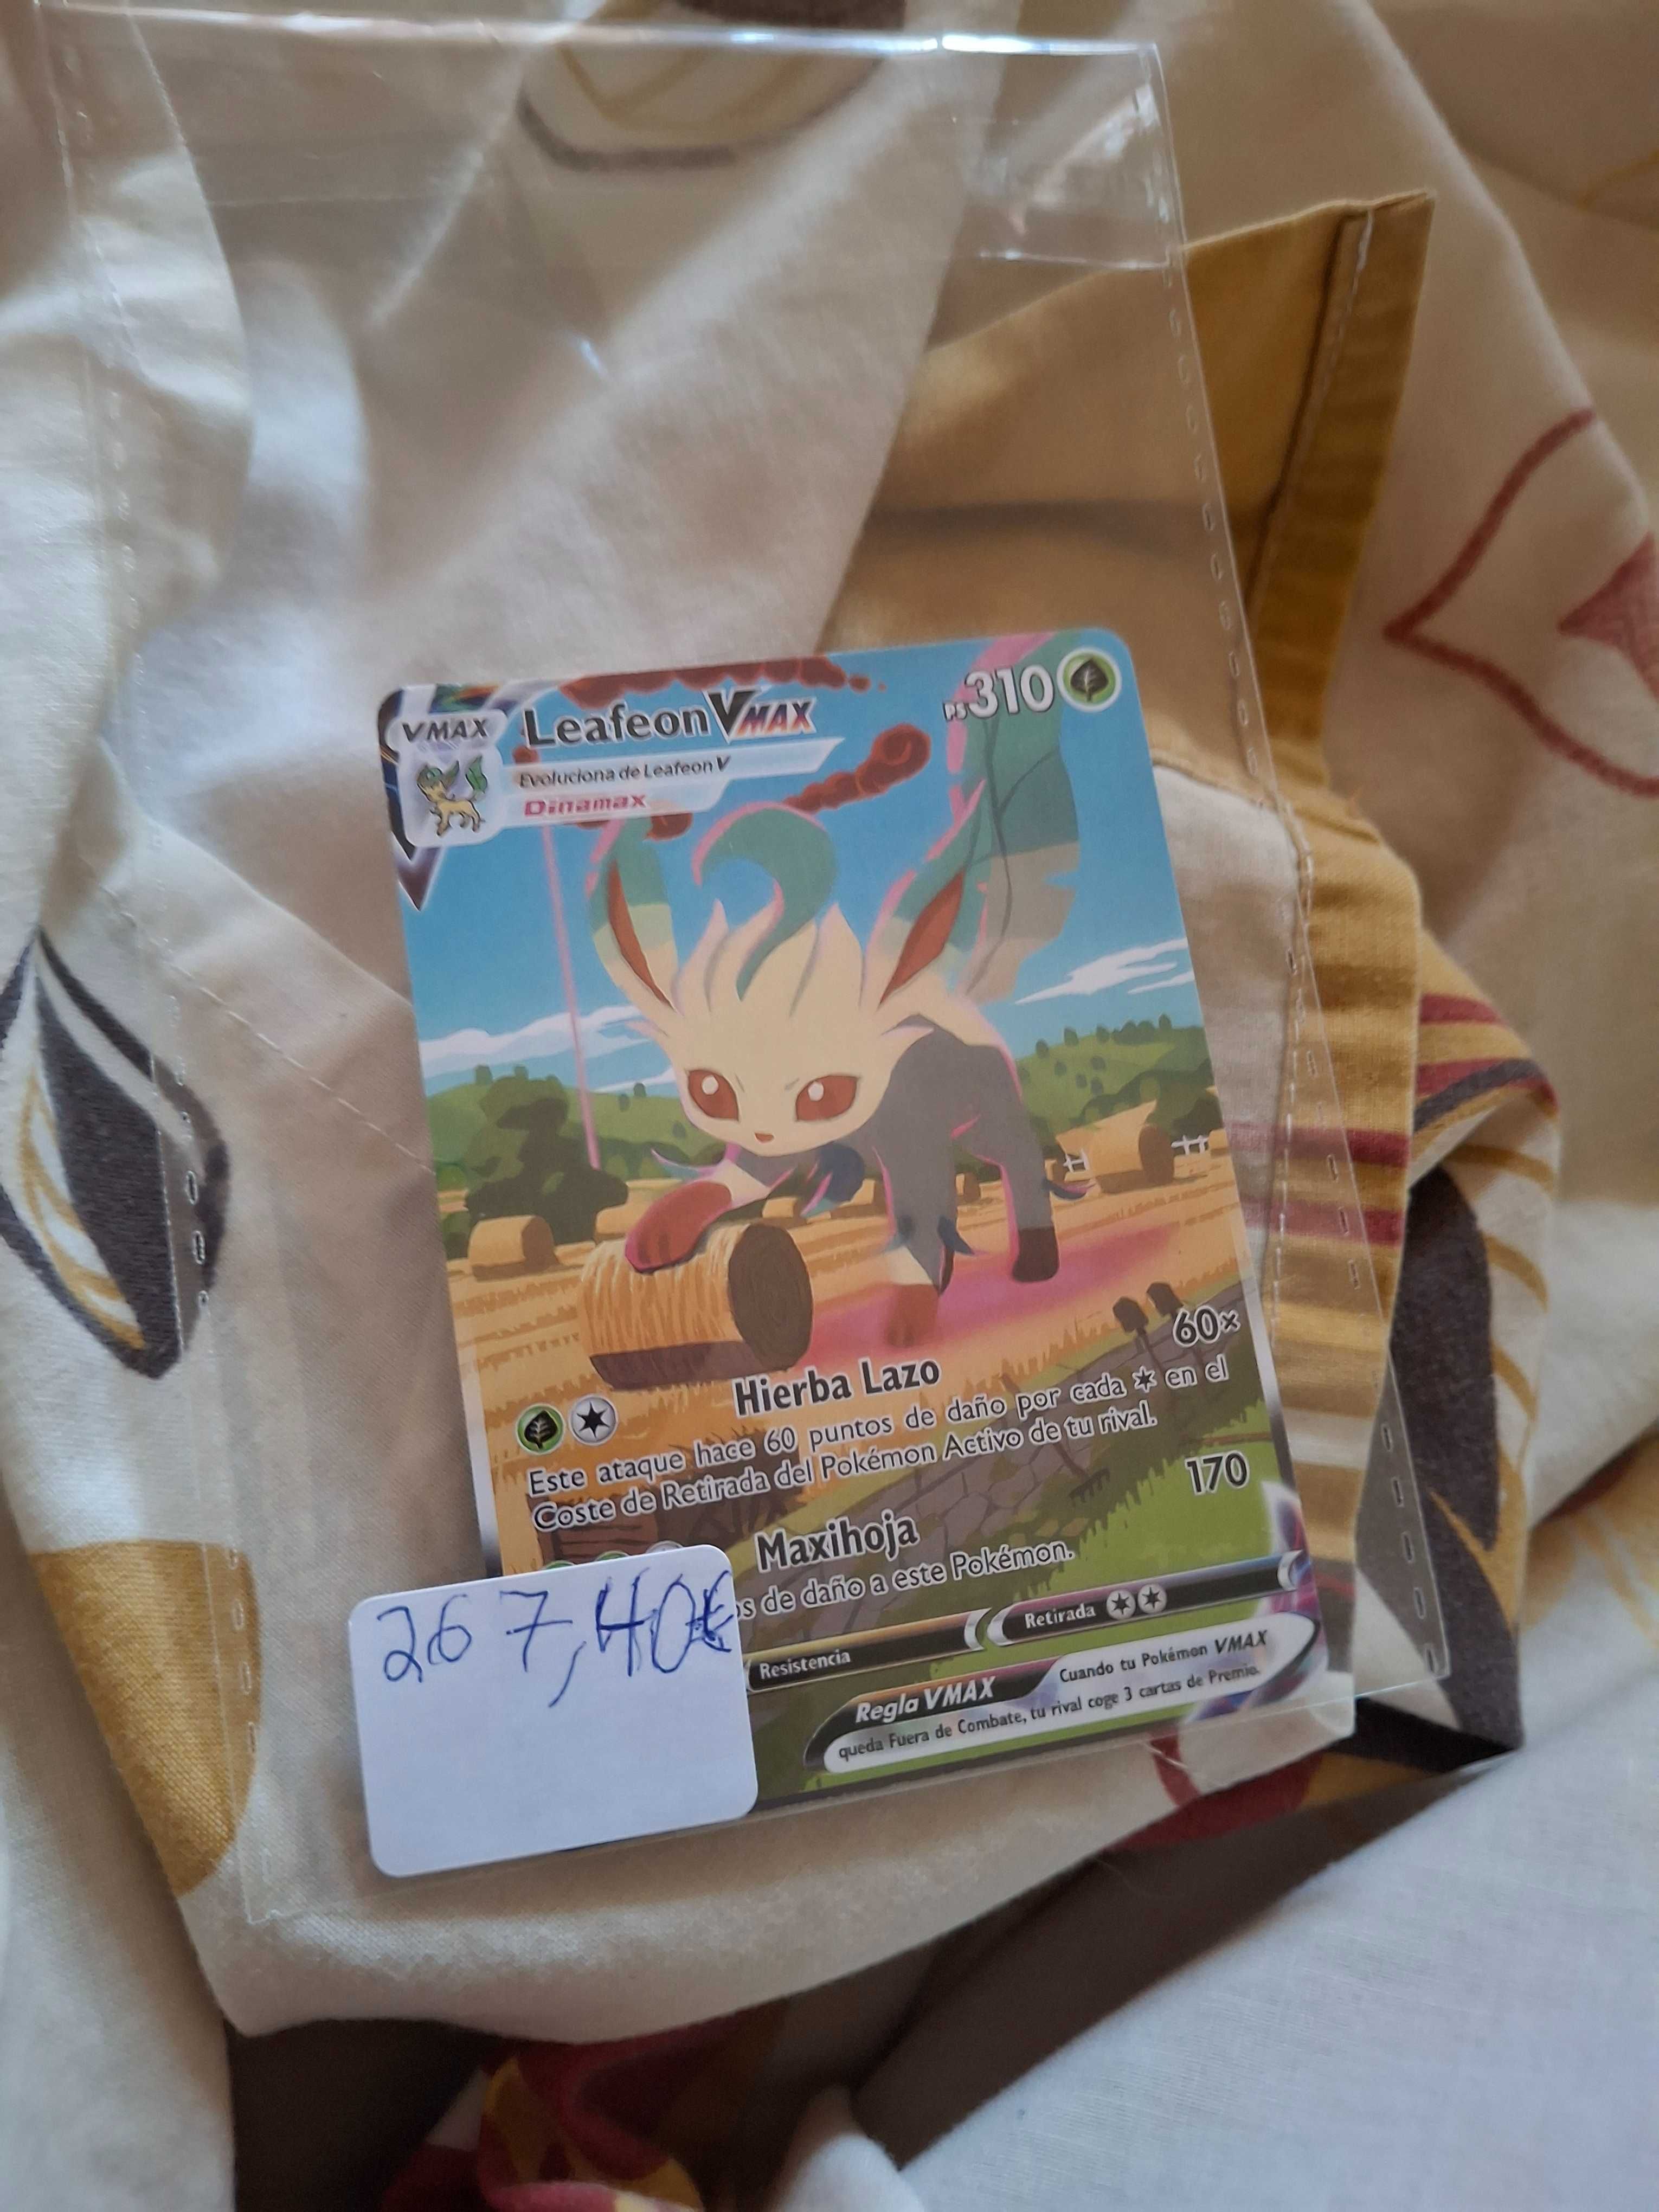 VMAX Leafeon VMAX PS 310
Evoluciona de Leafeon V
Dinamax
60×
Hierba Lazo
Este ataque hace 60 puntos de daño por cada ✶ en el
Coste de Retirada del Pokémon Activo de tu rival.
170
Maxihoja
de daño a este Pokémon.
Resistencia
Retirada
Regla VMAX
Cuando tu Pokémon VMAX
queda Fuera de Combate, tu rival coge 3 cartas de Premio.
267,40€